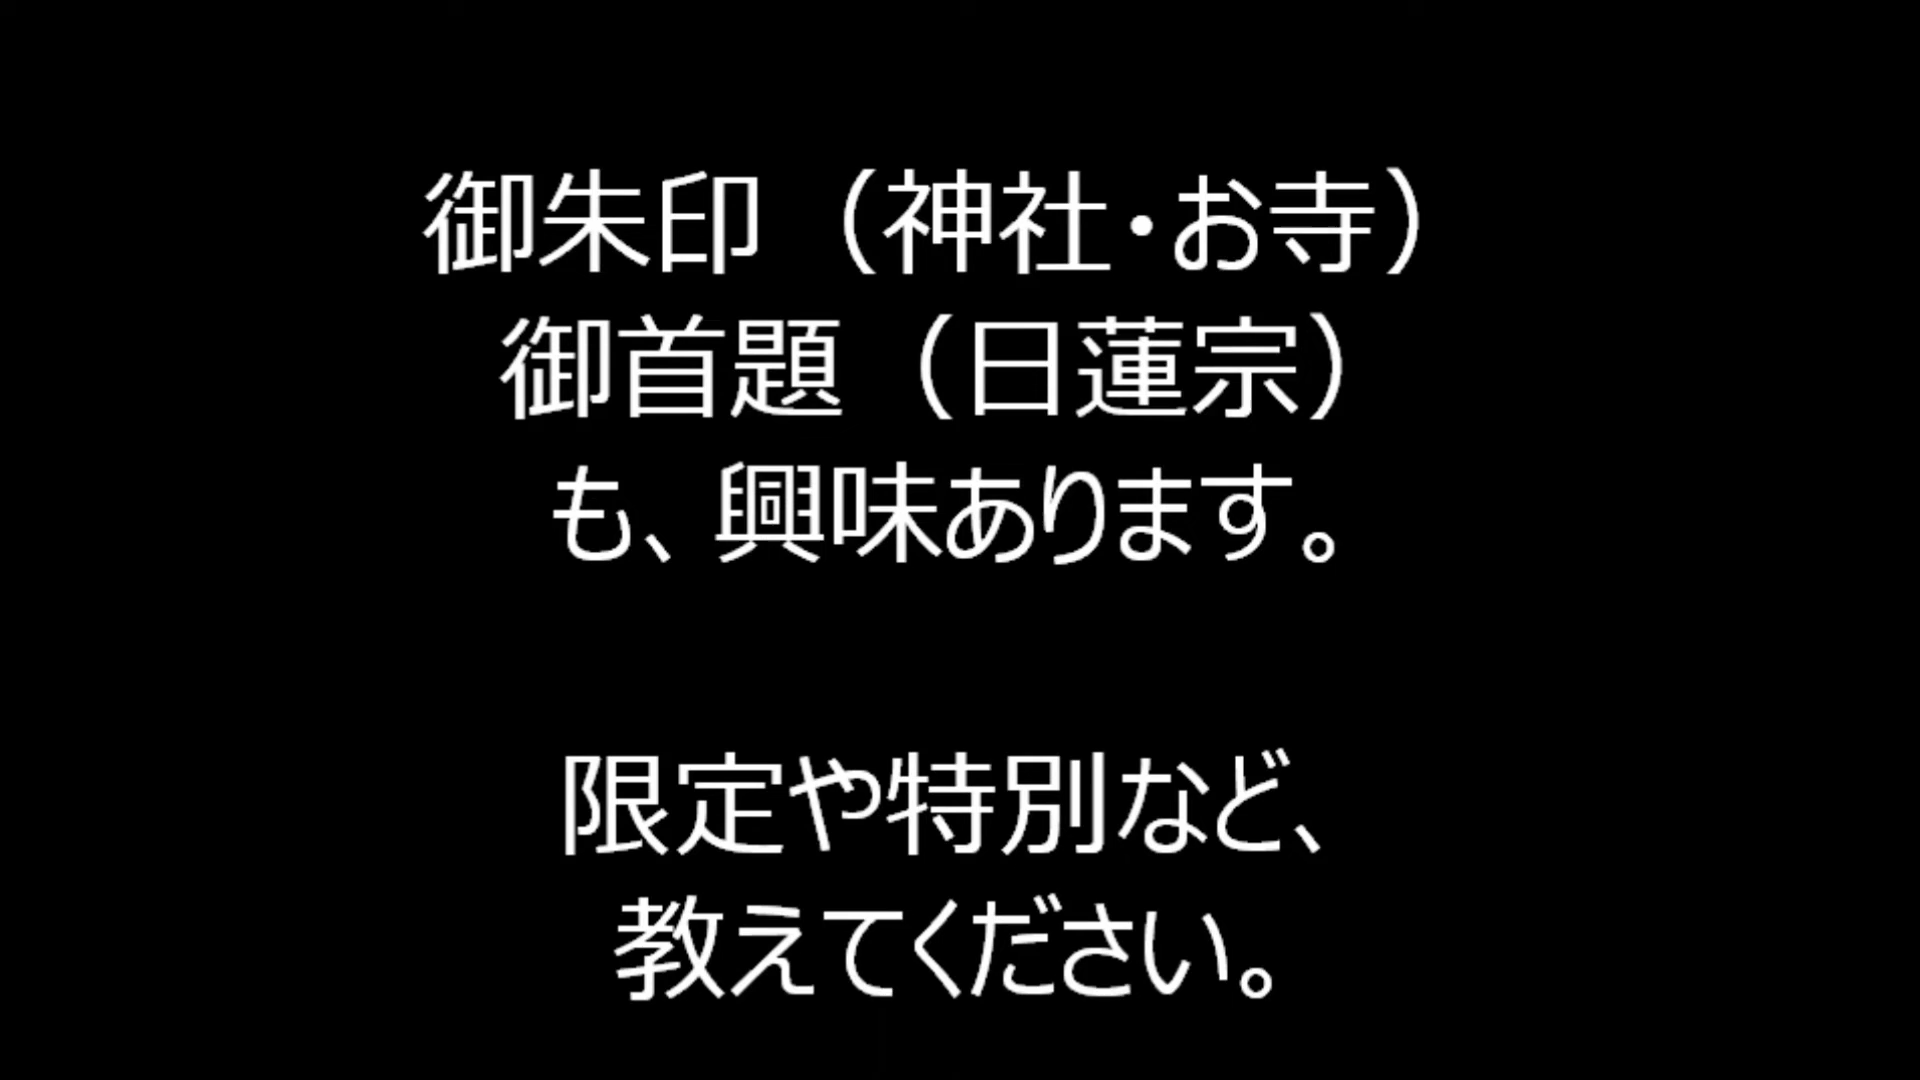 御朱印（神社・お寺）
御首題（日蓮宗）
も、興味あります。
限定や特別など、
教えてください。